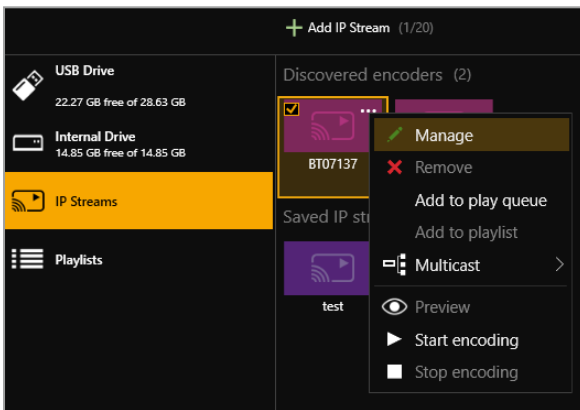 Add IP Stream (1/20)
USB Drive
22.27 GB free of 28.63 GB
Internal Drive
14.85 GB free of 14.85 GB
IP Streams
Playlists
Discovered encoders (2)
BT07137
Saved IP str
test
Manage
Remove
Add to play queue
Add to playlist
Multicast
Preview
Start encoding
Stop encoding